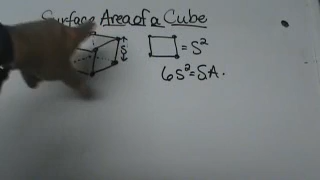 Surface Area of a Cube
S
= S²
6S² = SA.